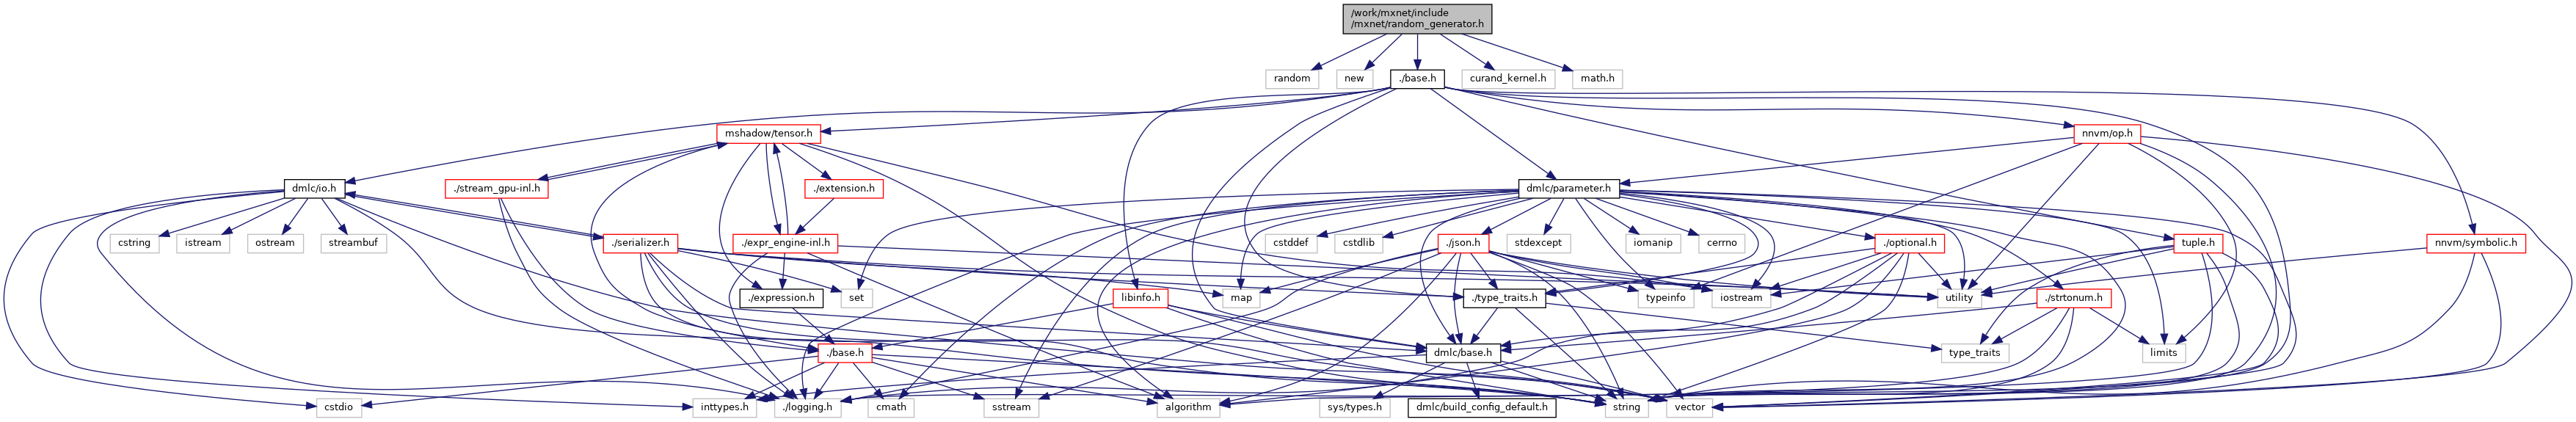 /work/mxnet/include
/mxnet/random_generator.h
random
new
./base.h
curand_kernel.h
math.h
mshadow/tensor.h
nnvm/op.h
dmlc/io.h
./stream_gpu-inl.h
./extension.h
dmlc/parameter.h
cstring
istream
ostream
streambuf
./serializer.h
./expr_engine-inl.h
cstddef
cstdlib
./json.h
stdexcept
iomanip
cerrno
./optional.h
tuple.h
nnvm/symbolic.h
./expression.h
set
libinfo.h
map
./type_traits.h
typeinfo
iostream
utility
./strtonum.h
./base.h
dmlc/base.h
type_traits
limits
cstdio
inttypes.h
./logging.h
cmath
sstream
algorithm
sys/types.h
dmlc/build_config_default.h
string
vector